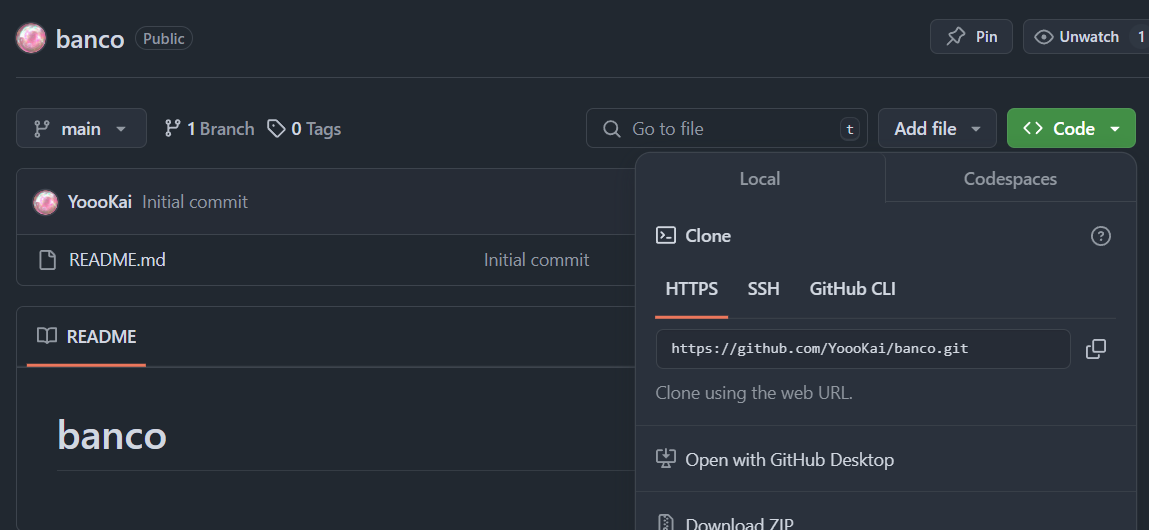 banco Public Pin Unwatch 1
main 1 Branch 0 Tags Go to file t Add file Code
Local Codespaces
YoooKai Initial commit
Clone
README.md Initial commit
HTTPS SSH GitHub CLI
README
https://github.com/YoooKai/banco.git
Clone using the web URL.
banco
Open with GitHub Desktop
Download ZIP